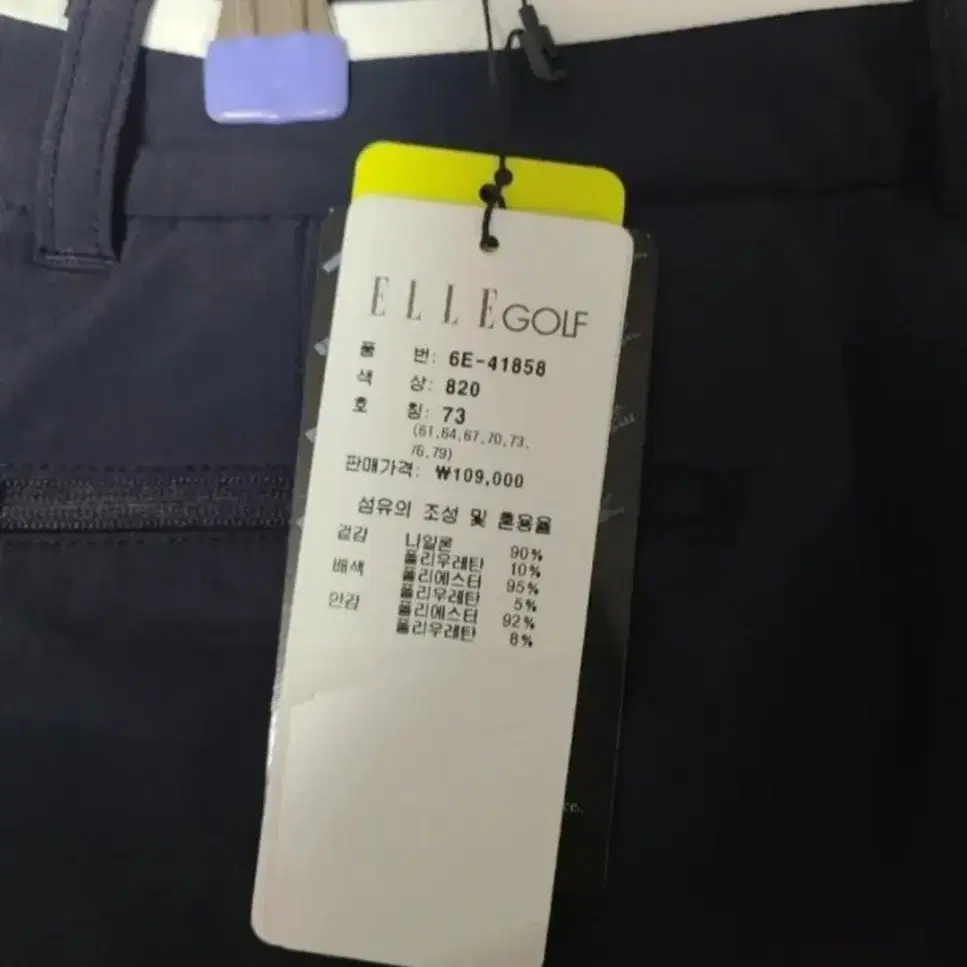 ELLE GOLF
품 번: 6E-41858
색 상: 820
호 칭: 73
(61,64,67,70,73,
76,79)
판매가격: ₩109,000
섬유의 조성 및 혼용율
겉감 나일론 90%
폴리우레탄 10%
배색 폴리에스터 95%
폴리우레탄 5%
안감 폴리에스터 92%
폴리우레탄 8%